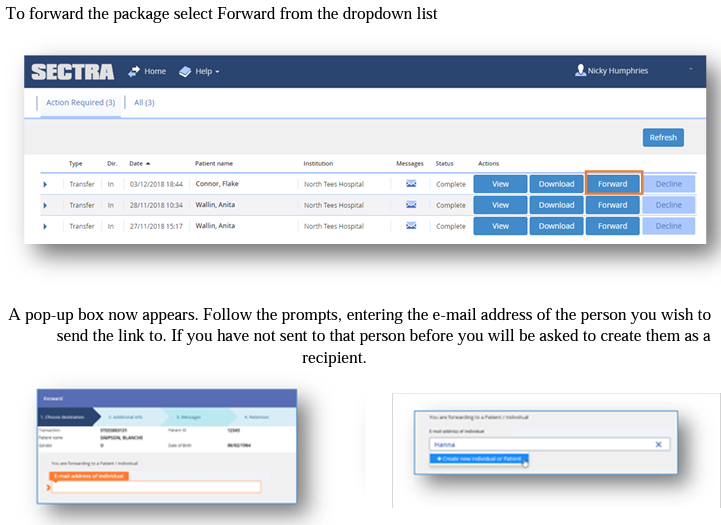 To forward the package select Forward from the dropdown list
SECTRA Home Help Nicky Humphries
Action Required (3) All (3)
Refresh
Type Dir. Date Patient name Institution Messages Status Actions
Transfer In 03/12/2018 18:44 Connor, Flake North Tees Hospital Complete View Download Forward Decline
Transfer In 28/11/2018 10:34 Wallin, Anita North Tees Hospital Complete View Download Forward Decline
Transfer In 27/11/2018 15:17 Wallin, Anita North Tees Hospital Complete View Download Forward Decline
A pop-up box now appears. Follow the prompts, entering the e-mail address of the person you wish to
send the link to. If you have not sent to that person before you will be asked to create them as a
recipient.
Forward
1. Choose destination 2. Additional info 3. Messages 4. Retention
Transaction Patient ID 12345
Patient name SIMPSON, BLANCHE
Gender Date of Birth 06/02/1964
You are forwarding to a Patient / Individual
E-mail address of individual
You are forwarding to a Patient / Individual
E-mail address of individual
Hanna
+ Create new individual or Patient